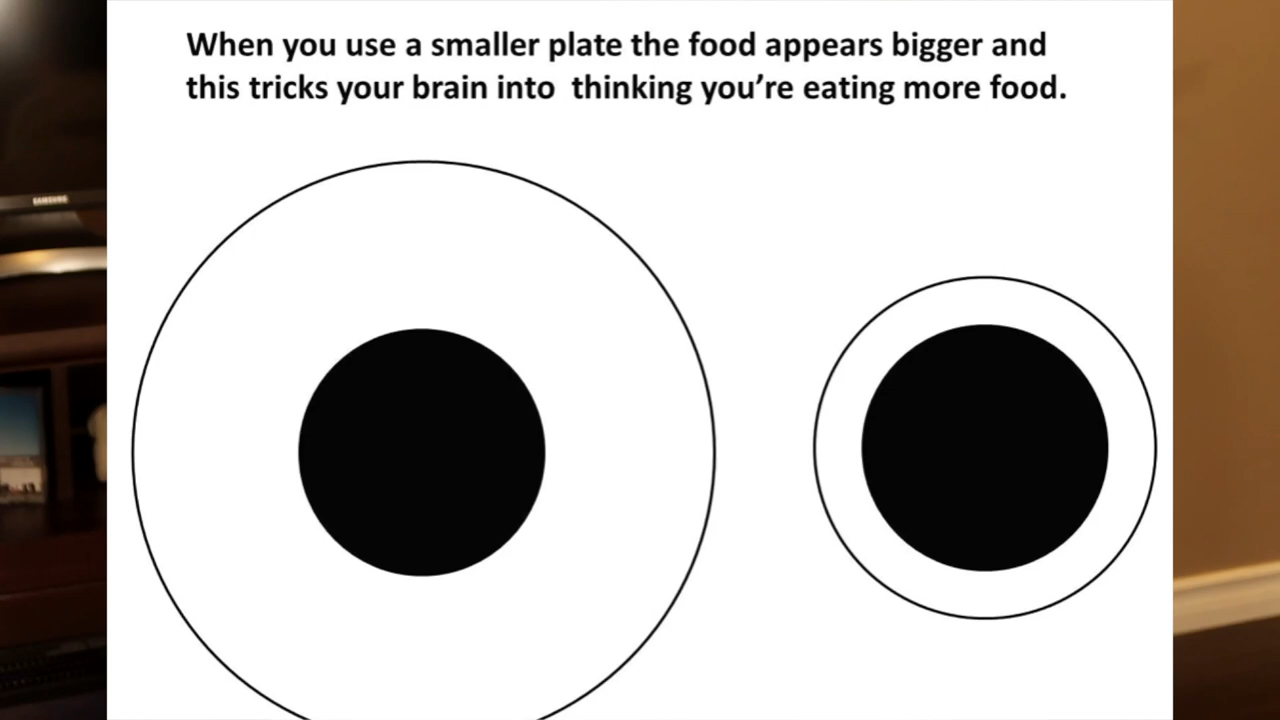 When you use a smaller plate the food appears bigger and
this tricks your brain into thinking you’re eating more food.
SAMSUNG